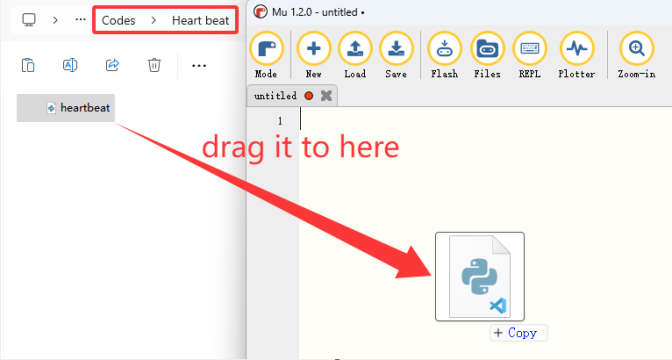 Codes > Heart beat
heartbeat
Mu 1.2.0 - untitled •
Mode New Load Save Flash Files REPL Plotter Zoom-in
untitled
1
drag it to here
+ Copy